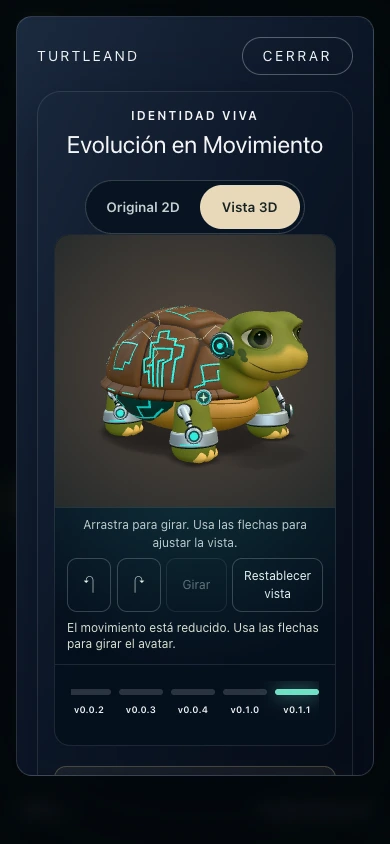 TURTLEAND
CERRAR
IDENTIDAD VIVA
Evolución en Movimiento
Original 2D
Vista 3D
Arrastra para girar. Usa las flechas para
ajustar la vista.
Girar
Restablecer
vista
El movimiento está reducido. Usa las flechas
para girar el avatar.
v0.0.2
v0.0.3
v0.0.4
v0.1.0
v0.1.1